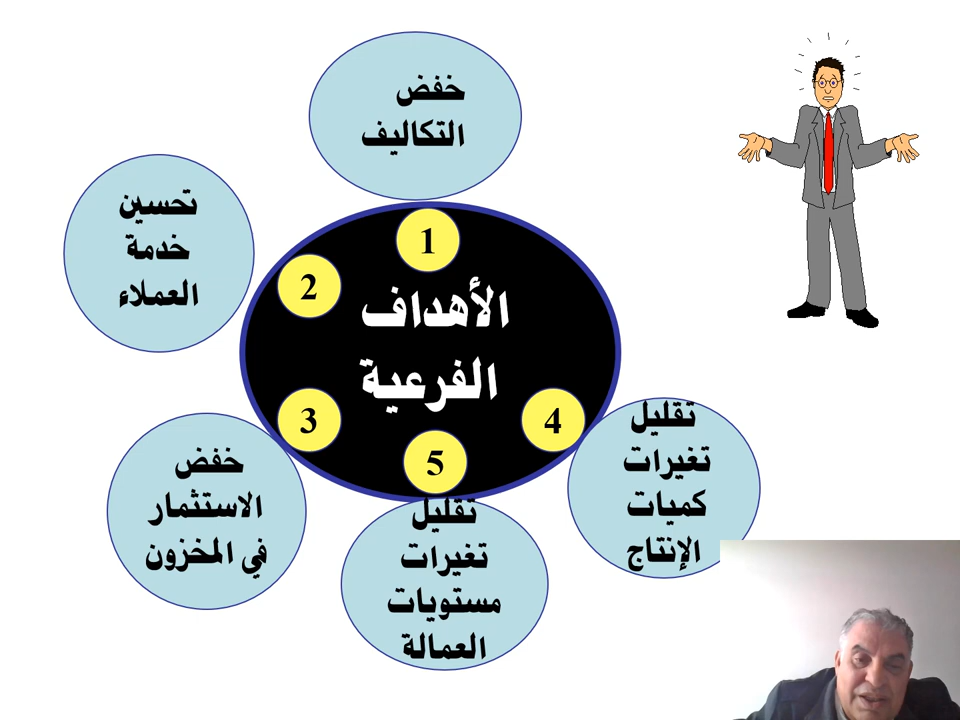 خفض
التكاليف
تحسين
خدمة
العملاء
1
2
الأهداف
الفرعية
3
4
5
خفض
الاستثمار
في المخزون
تقليل
تغيرات
كميات
الإنتاج
تقليل
تغيرات
مستويات
العمالة